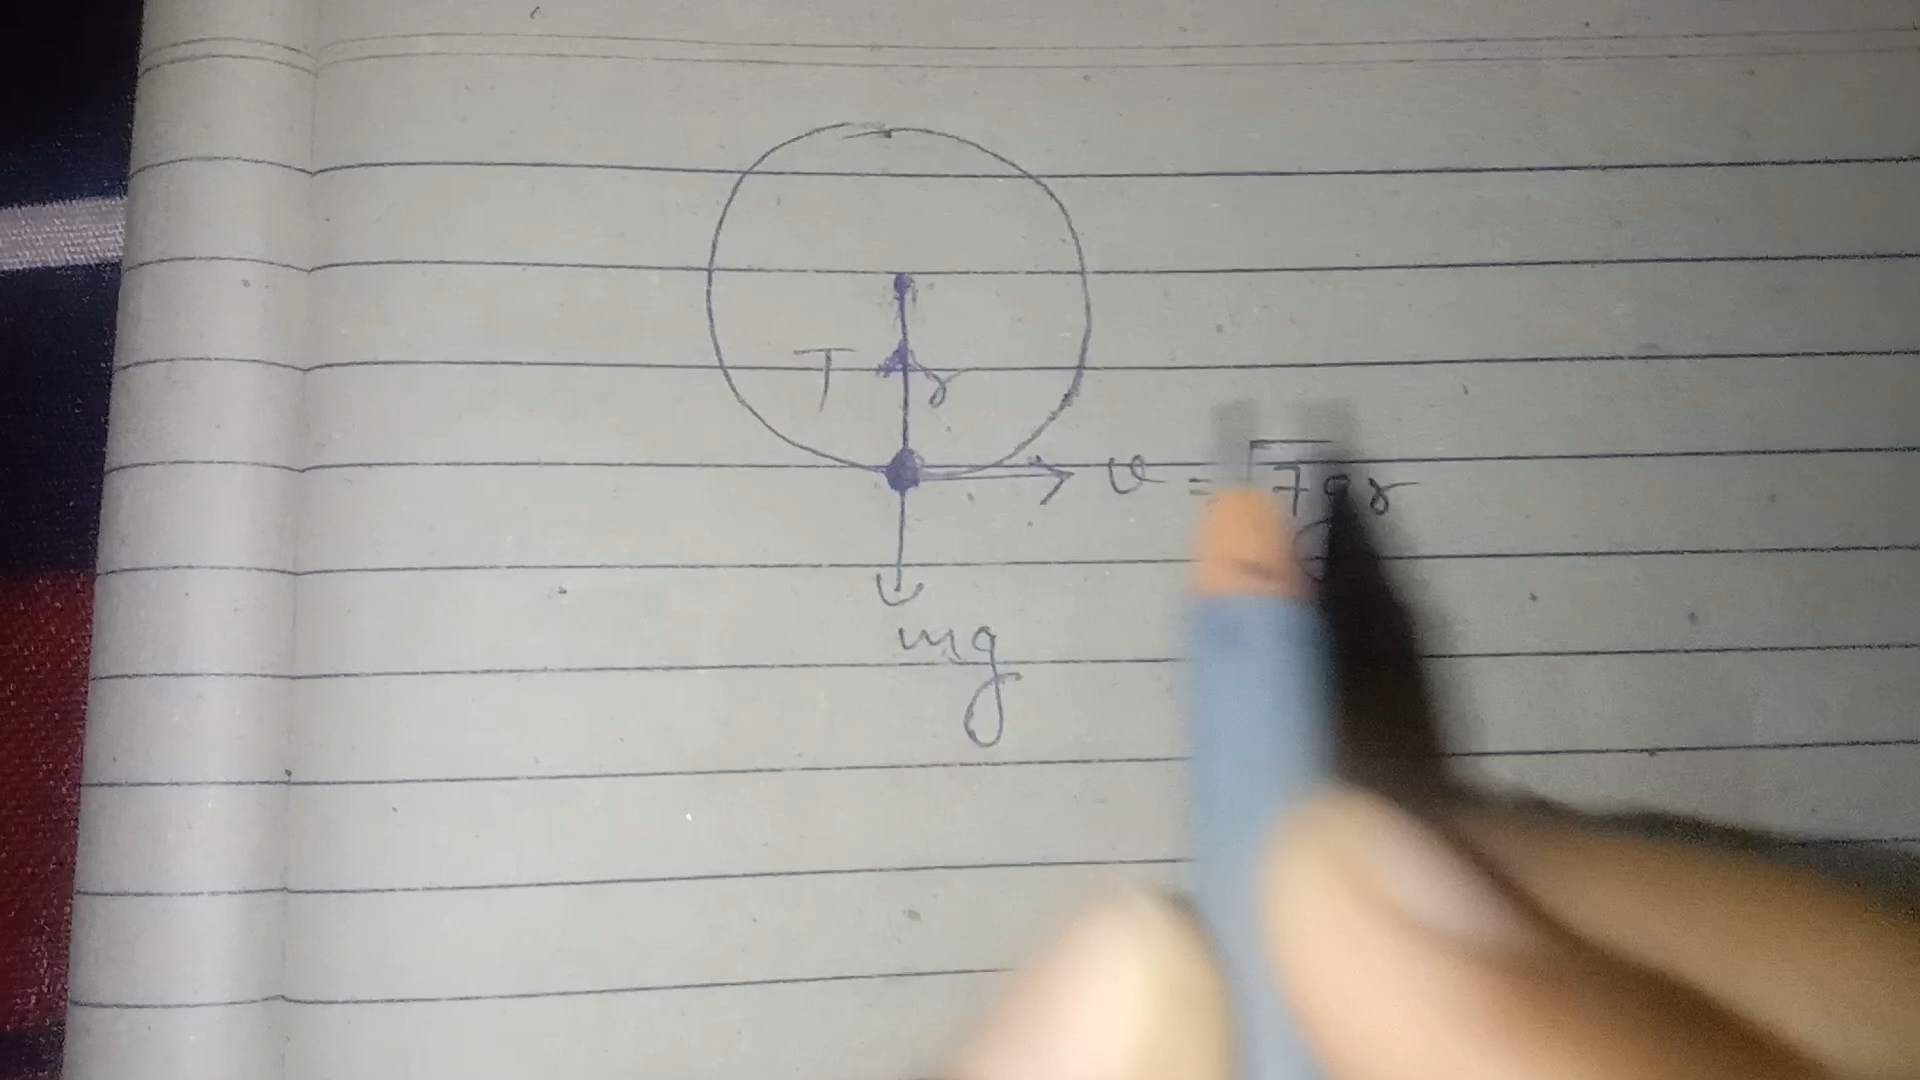 T r
v = √7gr
mg